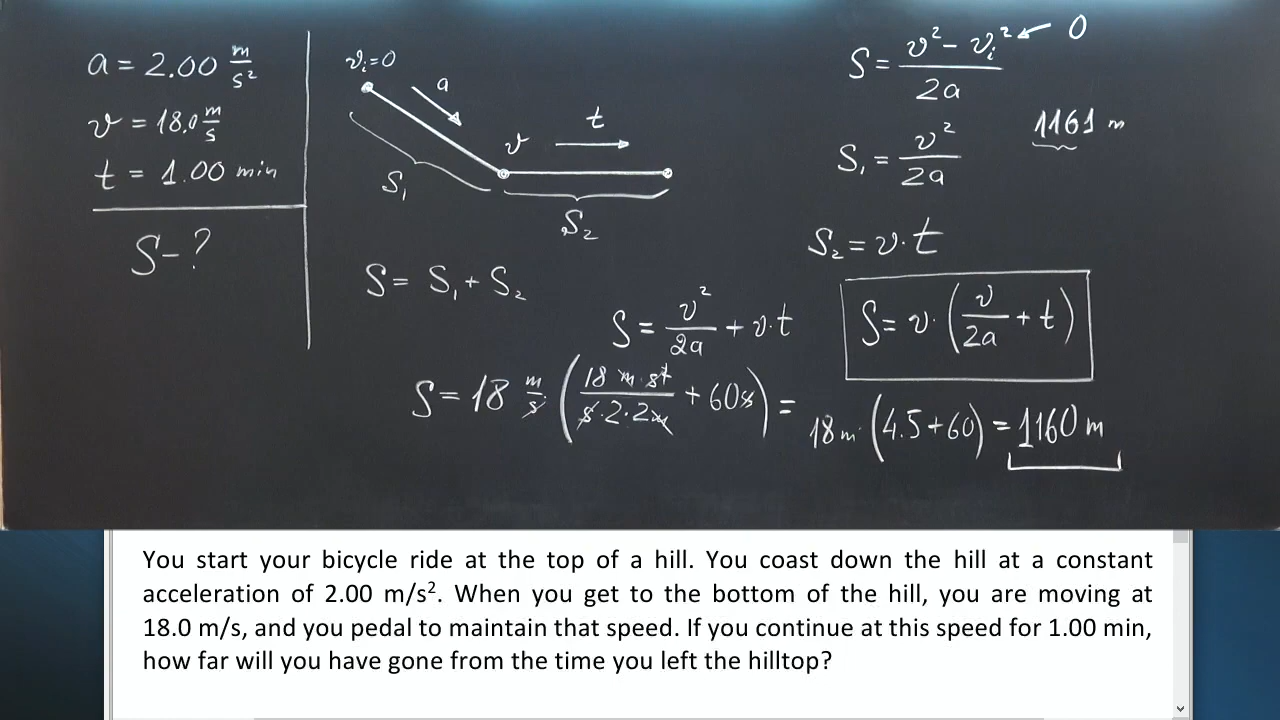 a = 2.00 m/s²
v = 18.0 m/s
t = 1.00 min
S - ?
vᵢ = 0
a
v
t
S₁
S₂
S = S₁ + S₂
S = (v² - vᵢ²)/2a ← 0
S₁ = v²/2a
1161 m
S₂ = v·t
S = v²/2a + v·t
S = v·(v/2a + t)
S = 18 m/s · (18 m·s²/s·2·2m + 60s) =
18m·(4.5 + 60) = 1160 m
You start your bicycle ride at the top of a hill. You coast down the hill at a constant
acceleration of 2.00 m/s². When you get to the bottom of the hill, you are moving at
18.0 m/s, and you pedal to maintain that speed. If you continue at this speed for 1.00 min,
how far will you have gone from the time you left the hilltop?